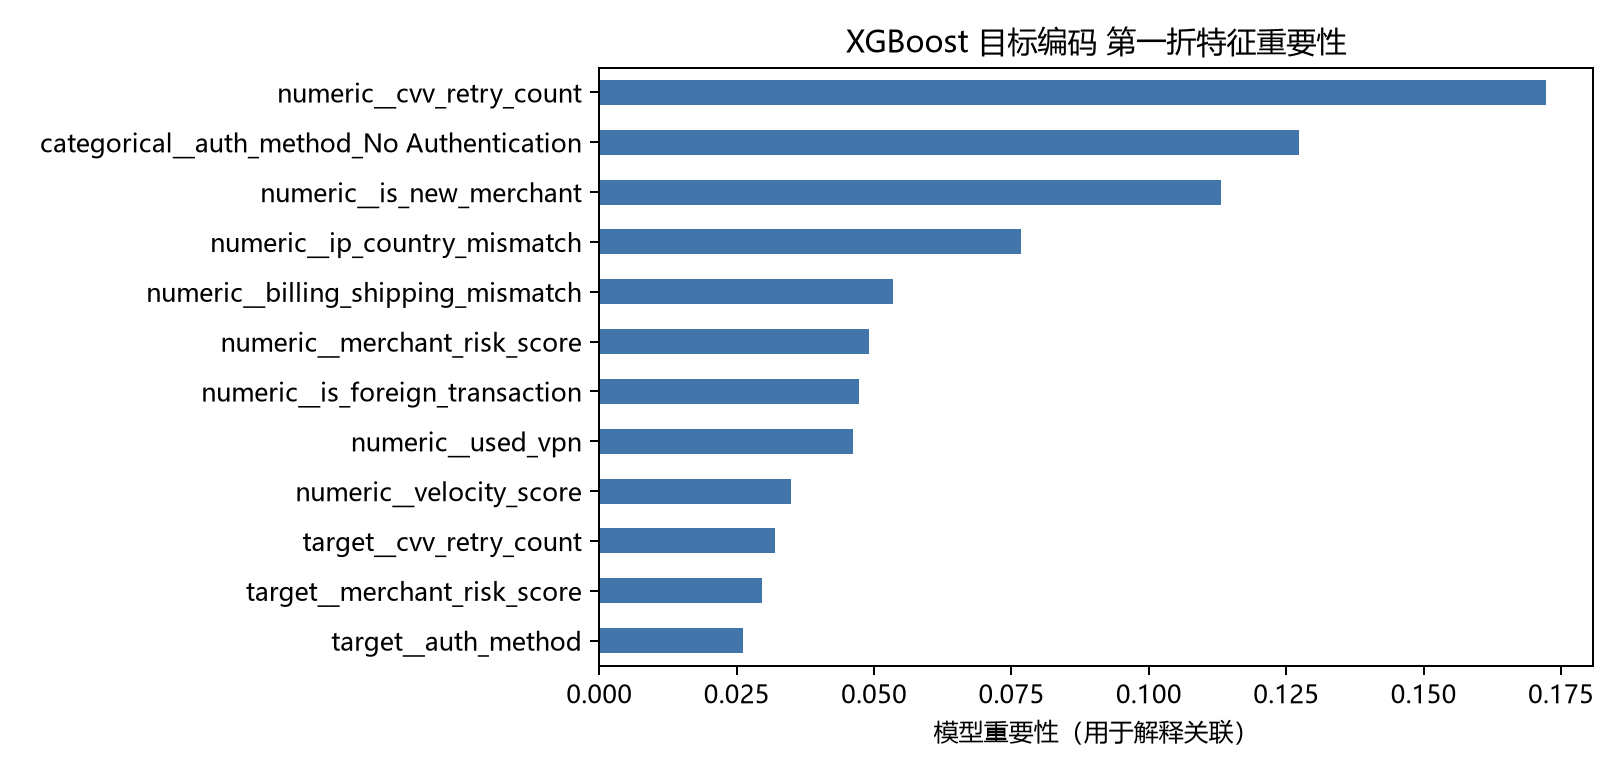 XGBoost 目标编码 第一折特征重要性
numeric__cvv_retry_count
categorical__auth_method_No Authentication
numeric__is_new_merchant
numeric__ip_country_mismatch
numeric__billing_shipping_mismatch
numeric__merchant_risk_score
numeric__is_foreign_transaction
numeric__used_vpn
numeric__velocity_score
target__cvv_retry_count
target__merchant_risk_score
target__auth_method
0.000 0.025 0.050 0.075 0.100 0.125 0.150 0.175
模型重要性（用于解释关联）